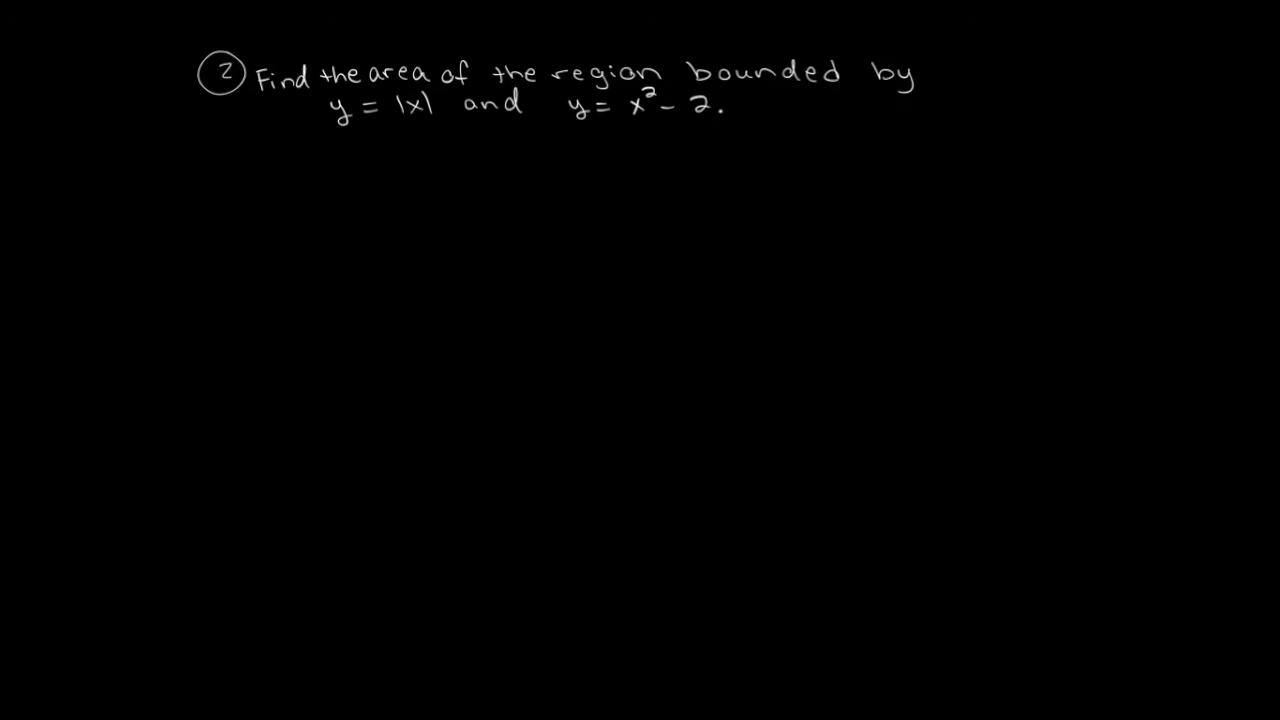 ② Find the area of the region bounded by
y = |x| and y = x² - 2.